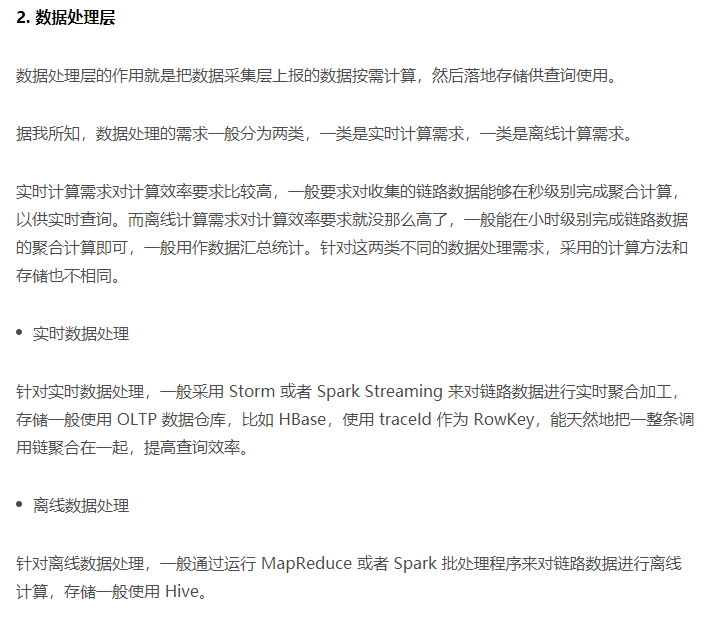 2. 数据处理层
数据处理层的作用就是把数据采集层上报的数据按需计算，然后落地存储供查询使用。
据我所知，数据处理的需求一般分为两类，一类是实时计算需求，一类是离线计算需求。
实时计算需求对计算效率要求比较高，一般要求对收集的链路数据能够在秒级别完成聚合计算，
以供实时查询。而离线计算需求对计算效率要求就没那么高了，一般能在小时级别完成链路数据
的聚合计算即可，一般用作数据汇总统计。针对这两类不同的数据处理需求，采用的计算方法和
存储也不相同。
• 实时数据处理
针对实时数据处理，一般采用 Storm 或者 Spark Streaming 来对链路数据进行实时聚合加工，
存储一般使用 OLTP 数据仓库，比如 HBase，使用 traceId 作为 RowKey，能天然地把一整条调
用链聚合在一起，提高查询效率。
• 离线数据处理
针对离线数据处理，一般通过运行 MapReduce 或者 Spark 批处理程序来对链路数据进行离线
计算，存储一般使用 Hive。